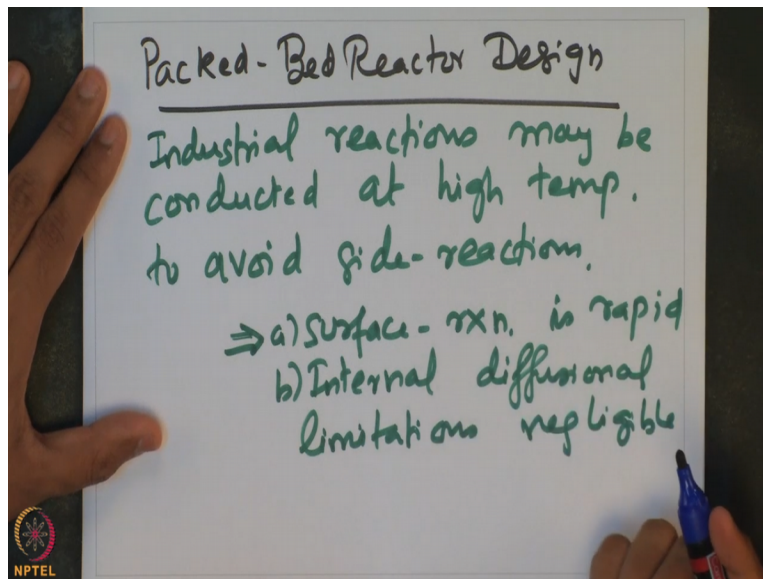 Packed-Bed Reactor Design
Industrial reactions may be
conducted at high temp.
to avoid side-reactions.
⇒ a) Surface-rxn. is rapid
b) Internal diffusional
limitations negligible
NPTEL